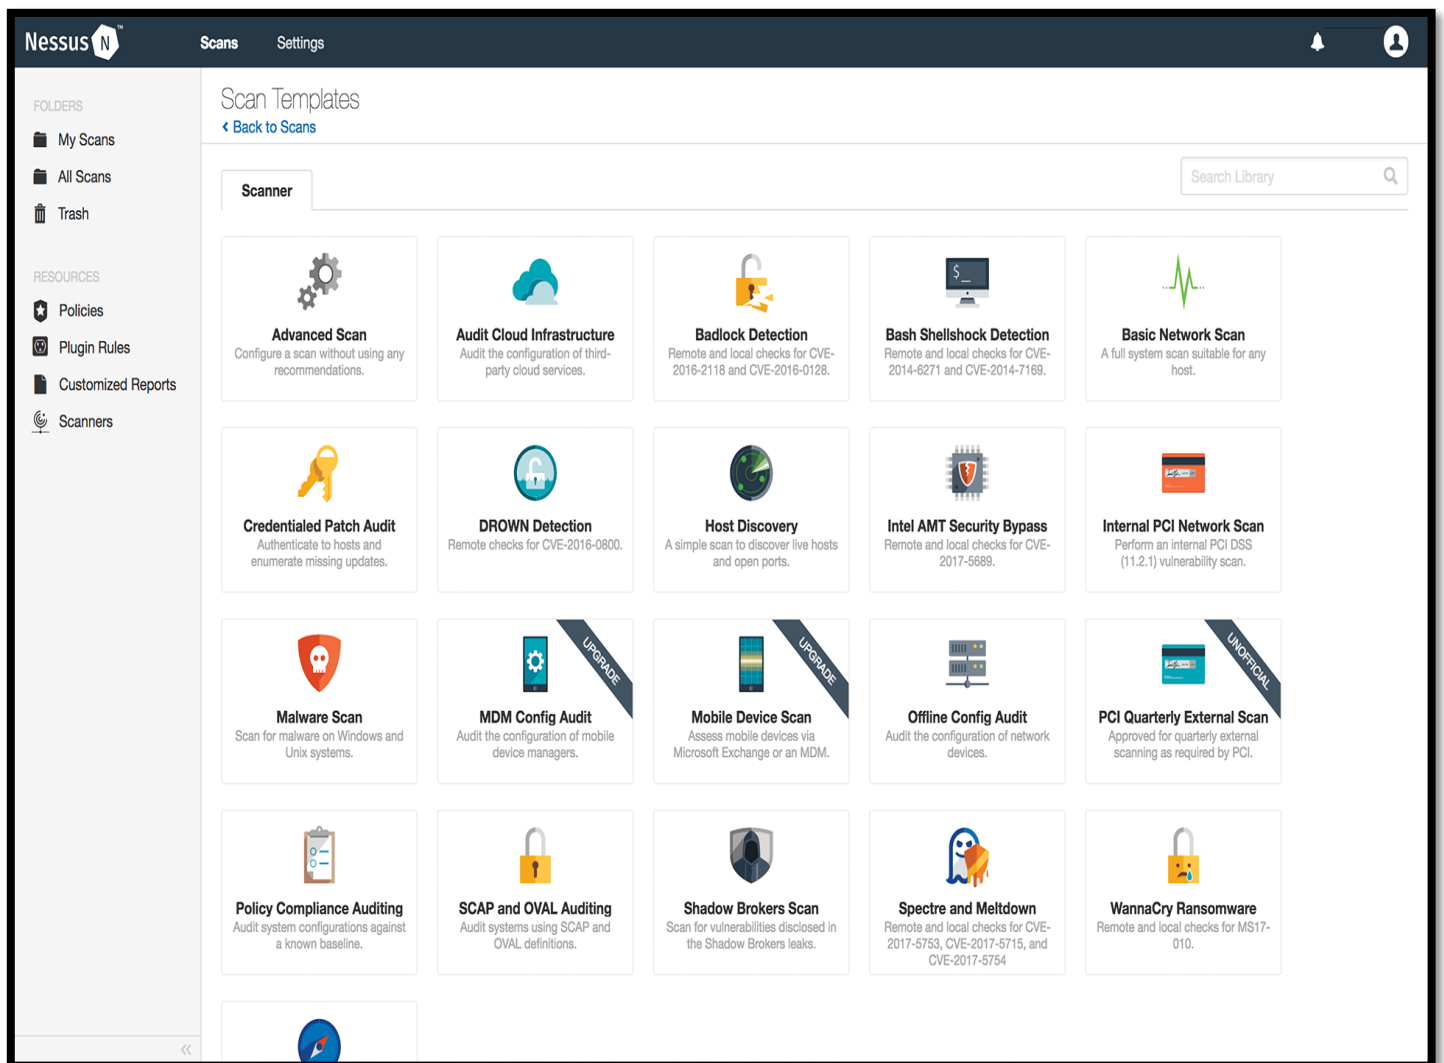 Nessus N ™
Scans
Settings
FOLDERS
My Scans
All Scans
Trash
RESOURCES
Policies
Plugin Rules
Customized Reports
Scanners
Scan Templates
Back to Scans
Scanner
Search Library
Advanced Scan
Configure a scan without using any
recommendations.
Audit Cloud Infrastructure
Audit the configuration of third-
party cloud services.
Badlock Detection
Remote and local checks for CVE-
2016-2118 and CVE-2016-0128.
$_
Bash Shellshock Detection
Remote and local checks for CVE-
2014-6271 and CVE-2014-7169.
Basic Network Scan
A full system scan suitable for any
host.
Credentialed Patch Audit
Authenticate to hosts and
enumerate missing updates.
DROWN Detection
Remote checks for CVE-2016-0800.
Host Discovery
A simple scan to discover live hosts
and open ports.
Intel AMT Security Bypass
Remote and local checks for CVE-
2017-5689.
Internal PCI Network Scan
Perform an internal PCI DSS
(11.2.1) vulnerability scan.
Malware Scan
Scan for malware on Windows and
Unix systems.
UPGRADE
MDM Config Audit
Audit the configuration of mobile
device managers.
UPGRADE
Mobile Device Scan
Assess mobile devices via
Microsoft Exchange or an MDM.
Offline Config Audit
Audit the configuration of network
devices.
UNOFFICIAL
PCI Quarterly External Scan
Approved for quarterly external
scanning as required by PCI.
Policy Compliance Auditing
Audit system configurations against
a known baseline.
SCAP and OVAL Auditing
Audit systems using SCAP and
OVAL definitions.
Shadow Brokers Scan
Scan for vulnerabilities disclosed in
the Shadow Brokers leaks.
Spectre and Meltdown
Remote and local checks for CVE-
2017-5753, CVE-2017-5715, and
CVE-2017-5754
WannaCry Ransomware
Remote and local checks for MS17-
010.